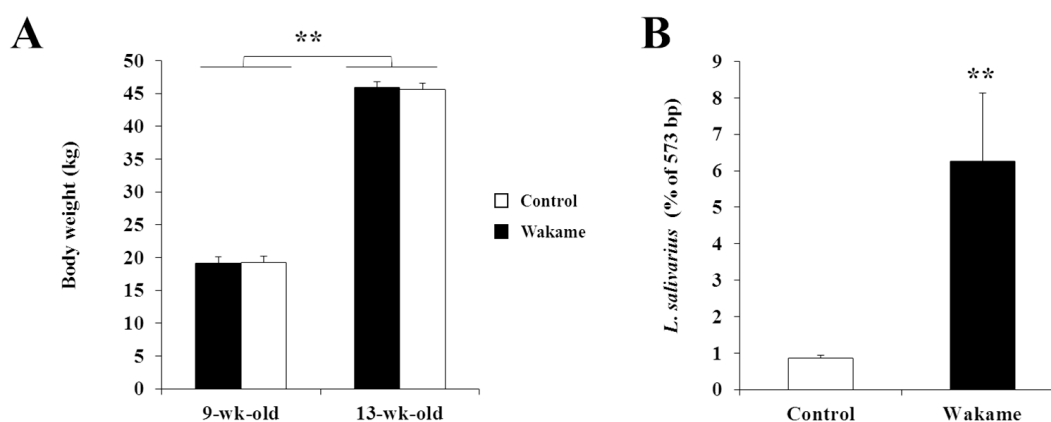 A
**
50
45
40
35
30
25
20
15
10
5
0
Body weight (kg)
9-wk-old
13-wk-old
Control
Wakame
B
**
9
8
7
6
5
4
3
2
1
0
L. salivarius (% of 573 bp)
Control
Wakame